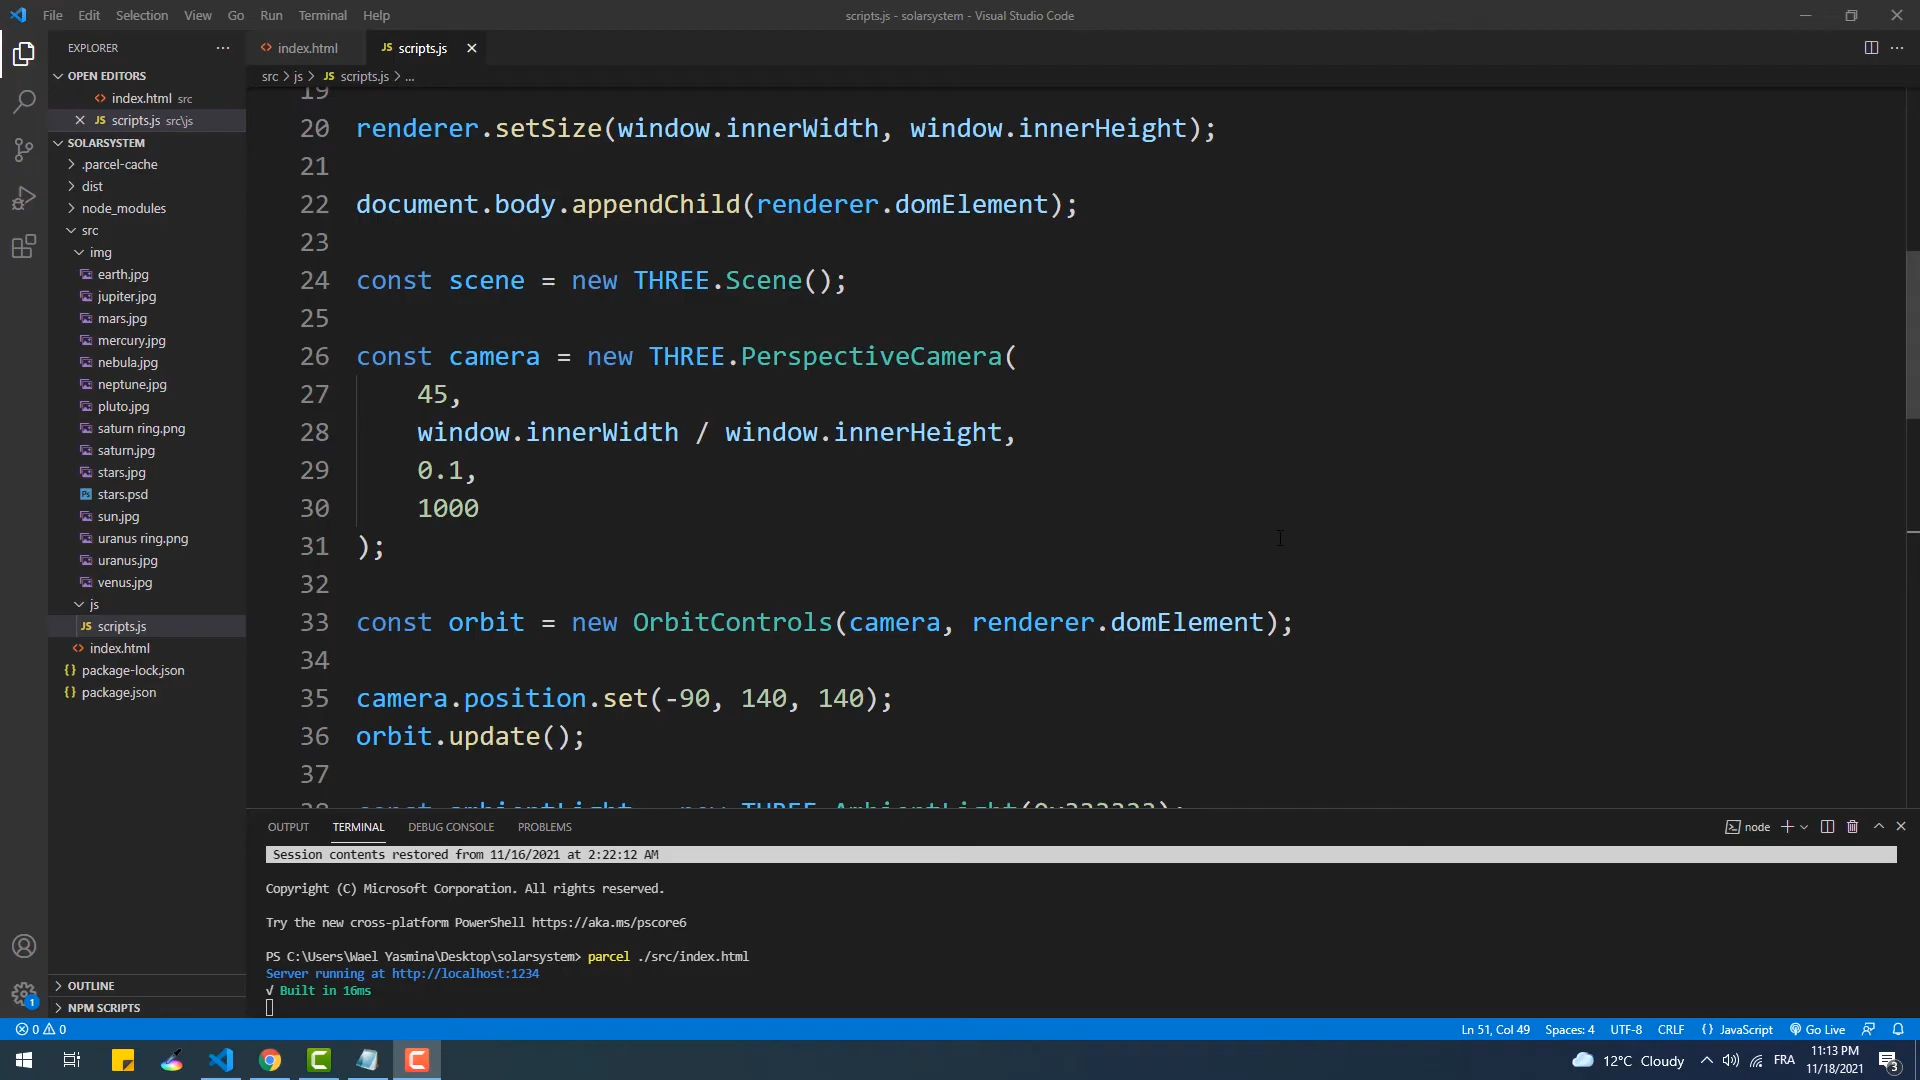 File Edit Selection View Go Run Terminal Help
scripts.js - solarsystem - Visual Studio Code
EXPLORER
OPEN EDITORS
index.html src
JS scripts.js src\js
SOLARSYSTEM
.parcel-cache
dist
node_modules
src
img
earth.jpg
jupiter.jpg
mars.jpg
mercury.jpg
nebula.jpg
neptune.jpg
pluto.jpg
saturn ring.png
saturn.jpg
stars.jpg
Ps stars.psd
sun.jpg
uranus ring.png
uranus.jpg
venus.jpg
js
JS scripts.js
index.html
{} package-lock.json
{} package.json
OUTLINE
NPM SCRIPTS
index.html
JS scripts.js
src > js > JS scripts.js > ...
19
20 renderer.setSize(window.innerWidth, window.innerHeight);
21
22 document.body.appendChild(renderer.domElement);
23
24 const scene = new THREE.Scene();
25
26 const camera = new THREE.PerspectiveCamera(
27 45,
28 window.innerWidth / window.innerHeight,
29 0.1,
30 1000
31 );
32
33 const orbit = new OrbitControls(camera, renderer.domElement);
34
35 camera.position.set(-90, 140, 140);
36 orbit.update();
37
OUTPUT TERMINAL DEBUG CONSOLE PROBLEMS
node
Session contents restored from 11/16/2021 at 2:22:12 AM
Copyright (C) Microsoft Corporation. All rights reserved.
Try the new cross-platform PowerShell https://aka.ms/pscore6
PS C:\Users\Wael Yasmina\Desktop\solarsystem> parcel ./src/index.html
Server running at http://localhost:1234
√ Built in 16ms
1
0 0
Ln 51, Col 49 Spaces: 4 UTF-8 CRLF {} JavaScript Go Live
12°C Cloudy
FRA
11:13 PM
11/18/2021
3